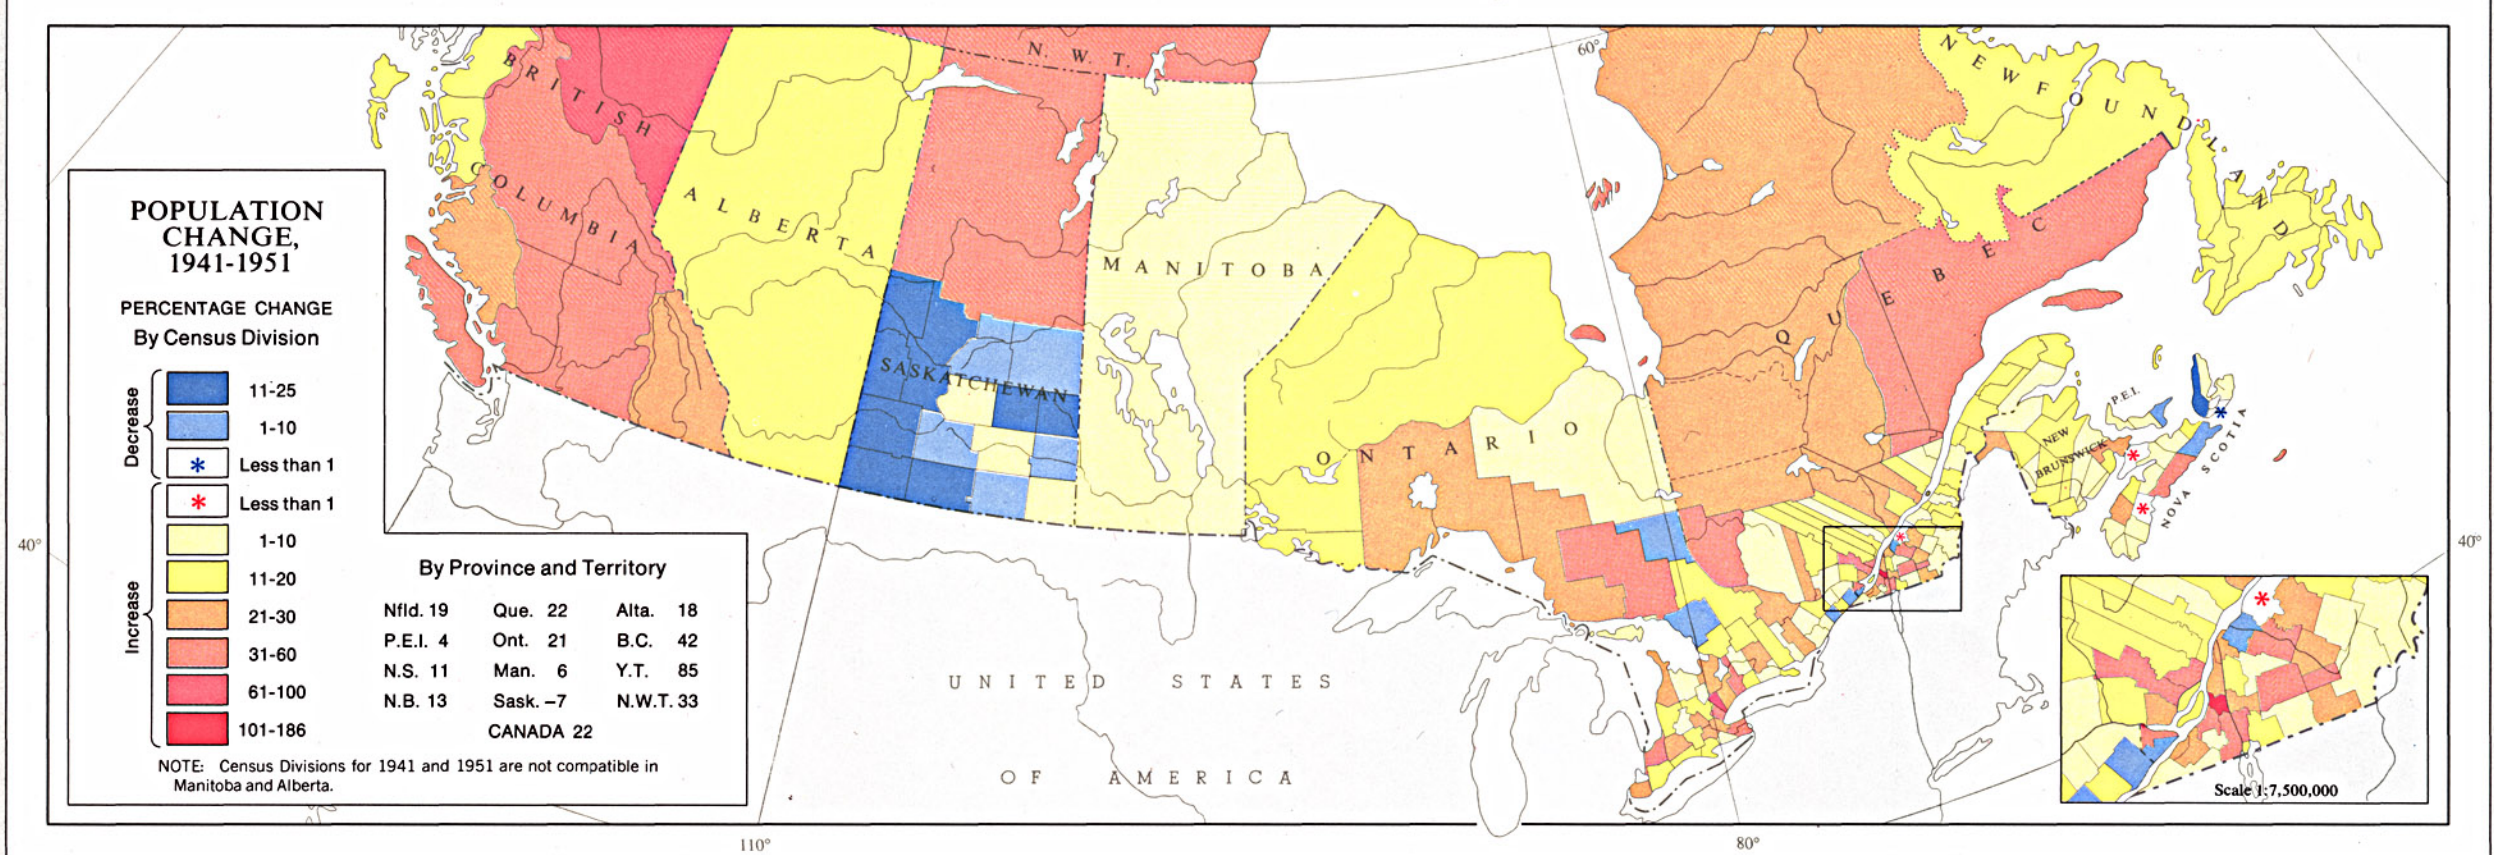 POPULATION
CHANGE,
1941-1951
PERCENTAGE CHANGE
By Census Division
Decrease
11-25
1-10
* Less than 1
Increase
* Less than 1
1-10
11-20
21-30
31-60
61-100
101-186
By Province and Territory
Nfld. 19 Que. 22 Alta. 18
P.E.I. 4 Ont. 21 B.C. 42
N.S. 11 Man. 6 Y.T. 85
N.B. 13 Sask. –7 N.W.T. 33
CANADA 22
NOTE: Census Divisions for 1941 and 1951 are not compatible in
Manitoba and Alberta.
BRITISH
COLUMBIA
ALBERTA
N.W.T.
SASKATCHEWAN
MANITOBA
ONTARIO
QUEBEC
NEWFOUNDLAND
P.E.I.
NEW
BRUNSWICK
NOVA SCOTIA
*
*
*
*
UNITED STATES
OF AMERICA
60°
40°
40°
110°
80°
*
Scale 1:7,500,000